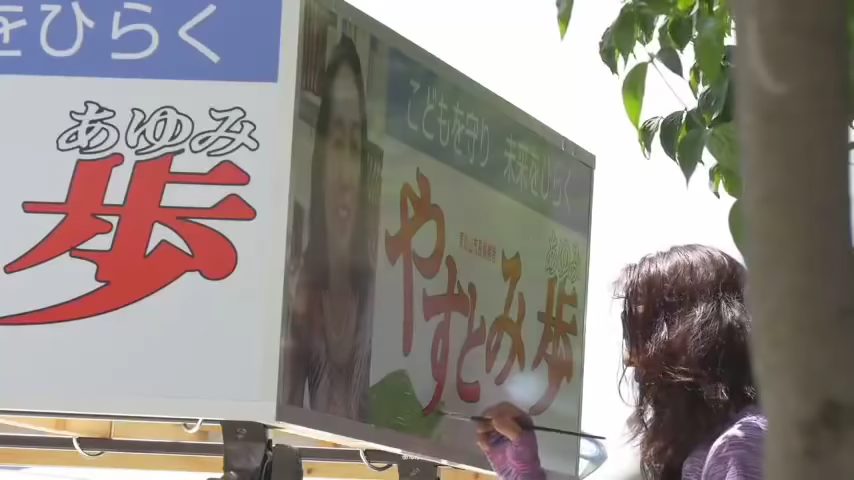 をひらく
あゆみ
歩
こどもを守り 未来をひらく
やすとみ
あゆみ
歩